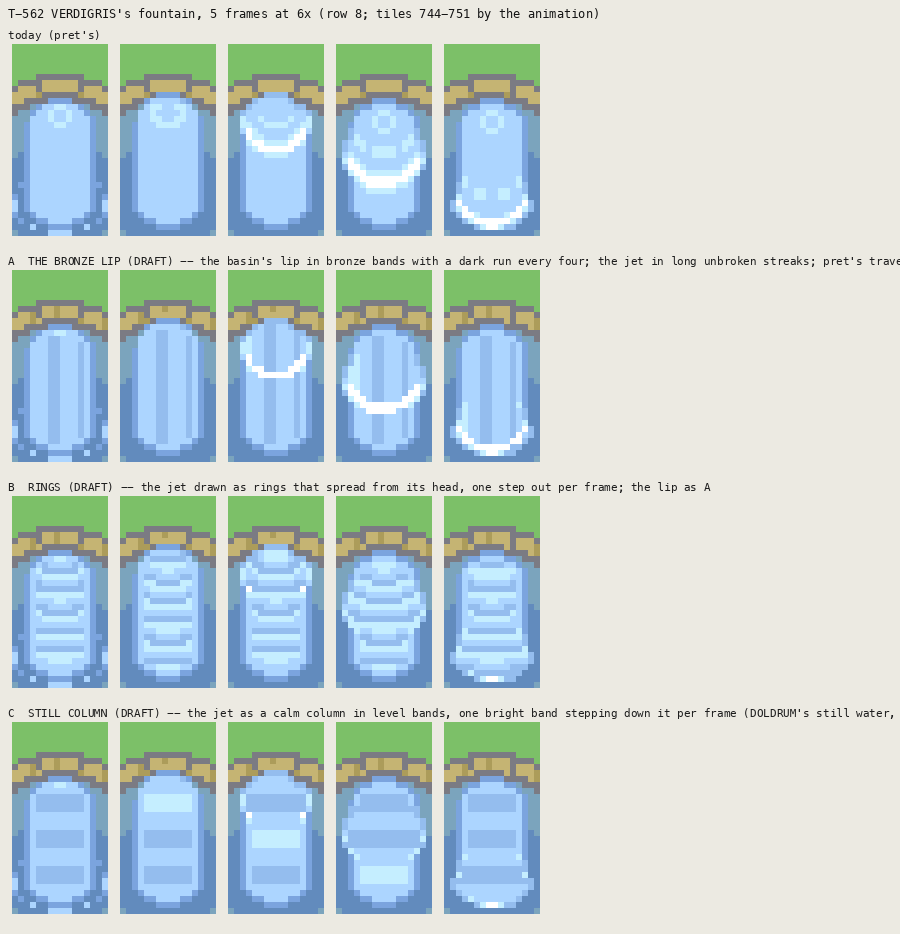 T—562 VERDIGRIS's fountain, 5 frames at 6x (row 8; tiles 744—751 by the animation)
today (pret's)
A  THE BRONZE LIP (DRAFT) —— the basin's lip in bronze bands with a dark run every four; the jet in long unbroken streaks; pret's
B  RINGS (DRAFT) —— the jet drawn as rings that spread from its head, one step out per frame; the lip as A
C  STILL COLUMN (DRAFT) —— the jet as a calm column in level bands, one bright band stepping down it per frame (DOLDRUM's still water,